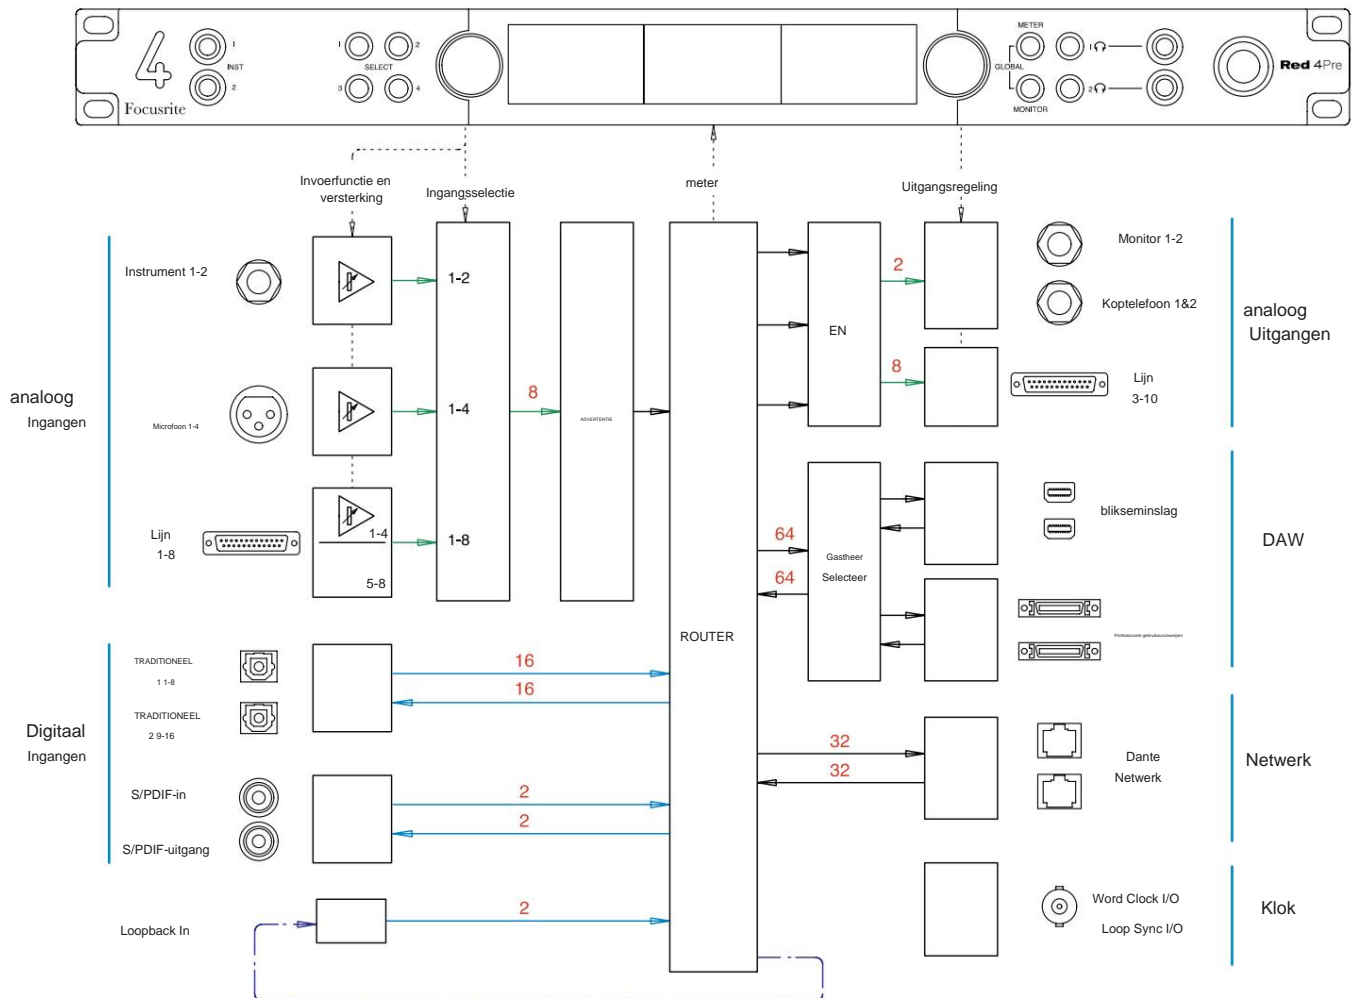 4
Focusrite
1
INST
2
1
2
SELECT
3
4
METER
GLOBAL
MONITOR
1
2
Red 4Pre
Invoerfunctie en
versterking
Ingangsselectie
meter
Uitgangsregeling
analoog
Ingangen
Instrument 1-2
1-2
Microfoon 1-4
1-4
8
ADVERTENTIE
Lijn
1-8
1-4
5-8
1-8
ROUTER
EN
2
8
Monitor 1-2
Koptelefoon 1&2
Lijn
3-10
analoog
Uitgangen
64
64
Gastheer
Selecteer
blikseminslag
Professionele gebruiksvoorwerpen
DAW
Digitaal
Ingangen
TRADITIONEEL
1 1-8
TRADITIONEEL
2 9-16
16
16
S/PDIF-in
S/PDIF-uitgang
2
2
Loopback In
2
32
32
Dante
Netwerk
Netwerk
Word Clock I/O
Loop Sync I/O
Klok